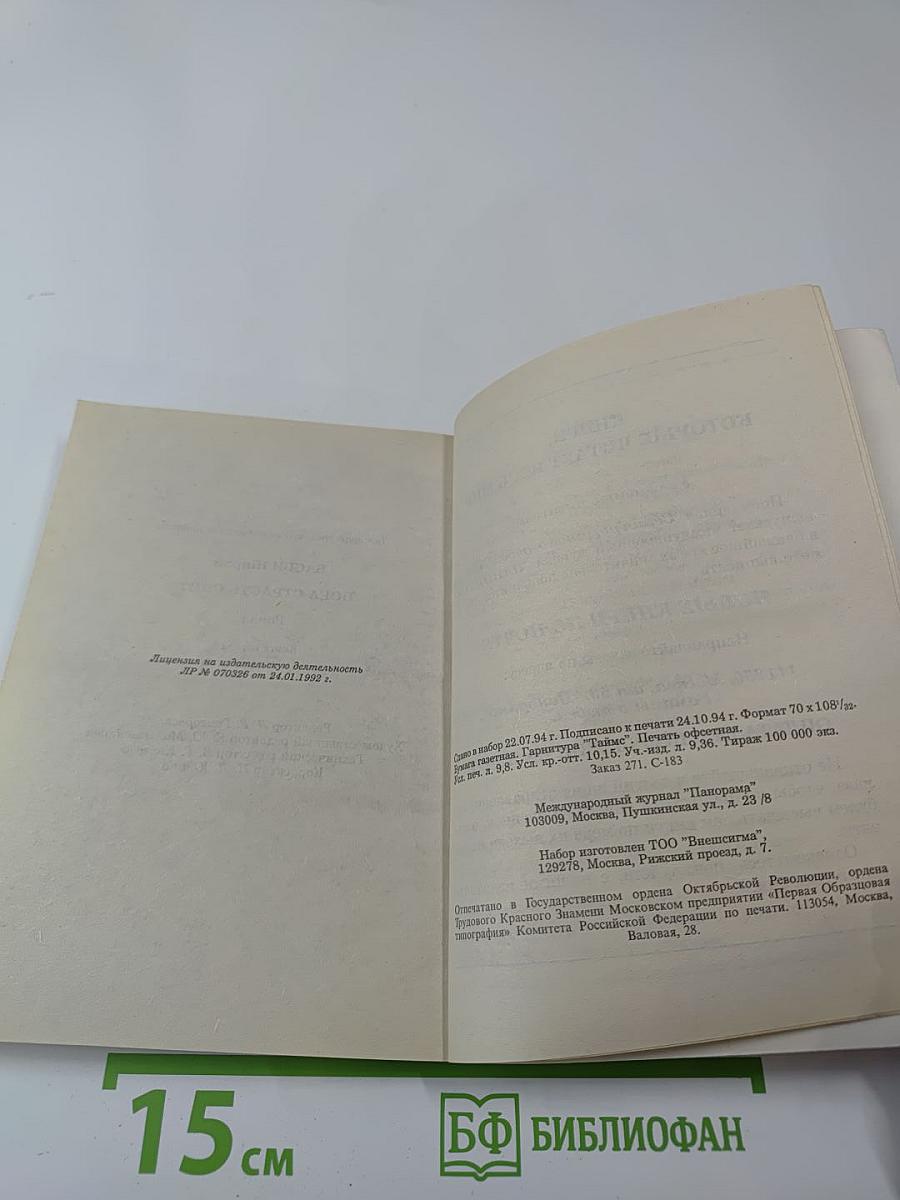 Лицензия на издательскую деятельность
ЛР № 070326 от 24.01.1992 г.
Сдано в набор 22.07.94 г. Подписано к печати 24.10.94 г. Формат 70 х 108¹/₃₂.
Бумага газетная. Гарнитура "Таймс". Печать офсетная.
Усл. печ. л. 9,8. Усл. кр.-отт. 10,15. Уч.-изд. л. 9,36. Тираж 100 000 экз.
Заказ 271. С-183
Международный журнал "Панорама"
103009, Москва, Пушкинская ул., д. 23 /8
Набор изготовлен ТОО "Внешсигма",
129278, Москва, Рижский проезд, д. 7.
Отпечатано в Государственном ордена Октябрьской Революции, ордена
Трудового Красного Знамени Московском предприятии «Первая Образцовая
типография» Комитета Российской Федерации по печати. 113054, Москва,
Валовая, 28.
15 см
БФ БИБЛИОФАН